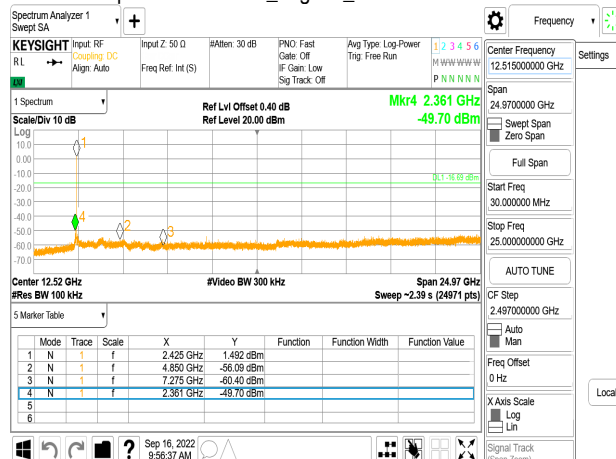 Spectrum Analyzer 1
Swept SA
Frequency
KEYSIGHT
Input: RF
Input Z: 50 Ω
#Atten: 30 dB
PNO: Fast
Avg Type: Log-Power
1 2 3 4 5 6
RL
Coupling: DC
Gate: Off
Trig: Free Run
M W W W W W
Align: Auto
Freq Ref: Int (S)
IF Gain: Low
Sig Track: Off
P N N N N N
Center Frequency
12.515000000 GHz
Settings
1 Spectrum
Ref Lvl Offset 0.40 dB
Mkr4 2.361 GHz
Scale/Div 10 dB
Ref Level 20.00 dBm
-49.70 dBm
Log
10.0
0.00
-10.0
-20.0
-30.0
-40.0
-50.0
-60.0
-70.0
1
2
3
4
DL1 -18.69 dBm
Span
24.9700000 GHz
Swept Span
Zero Span
Full Span
Start Freq
30.000000 MHz
Stop Freq
25.000000000 GHz
AUTO TUNE
CF Step
2.497000000 GHz
Auto
Man
Freq Offset
0 Hz
X Axis Scale
Log
Lin
Signal Track
(Span Zoom)
Local
Center 12.52 GHz
#Video BW 300 kHz
Span 24.97 GHz
#Res BW 100 kHz
Sweep ~2.39 s (24971 pts)
5 Marker Table
Mode Trace Scale X Y Function Function Width Function Value
1 N 1 f 2.425 GHz 1.492 dBm
2 N 1 f 4.850 GHz -56.09 dBm
3 N 1 f 7.275 GHz -60.40 dBm
4 N 1 f 2.361 GHz -49.70 dBm
5
6
?
Sep 16, 2022
9:56:37 AM